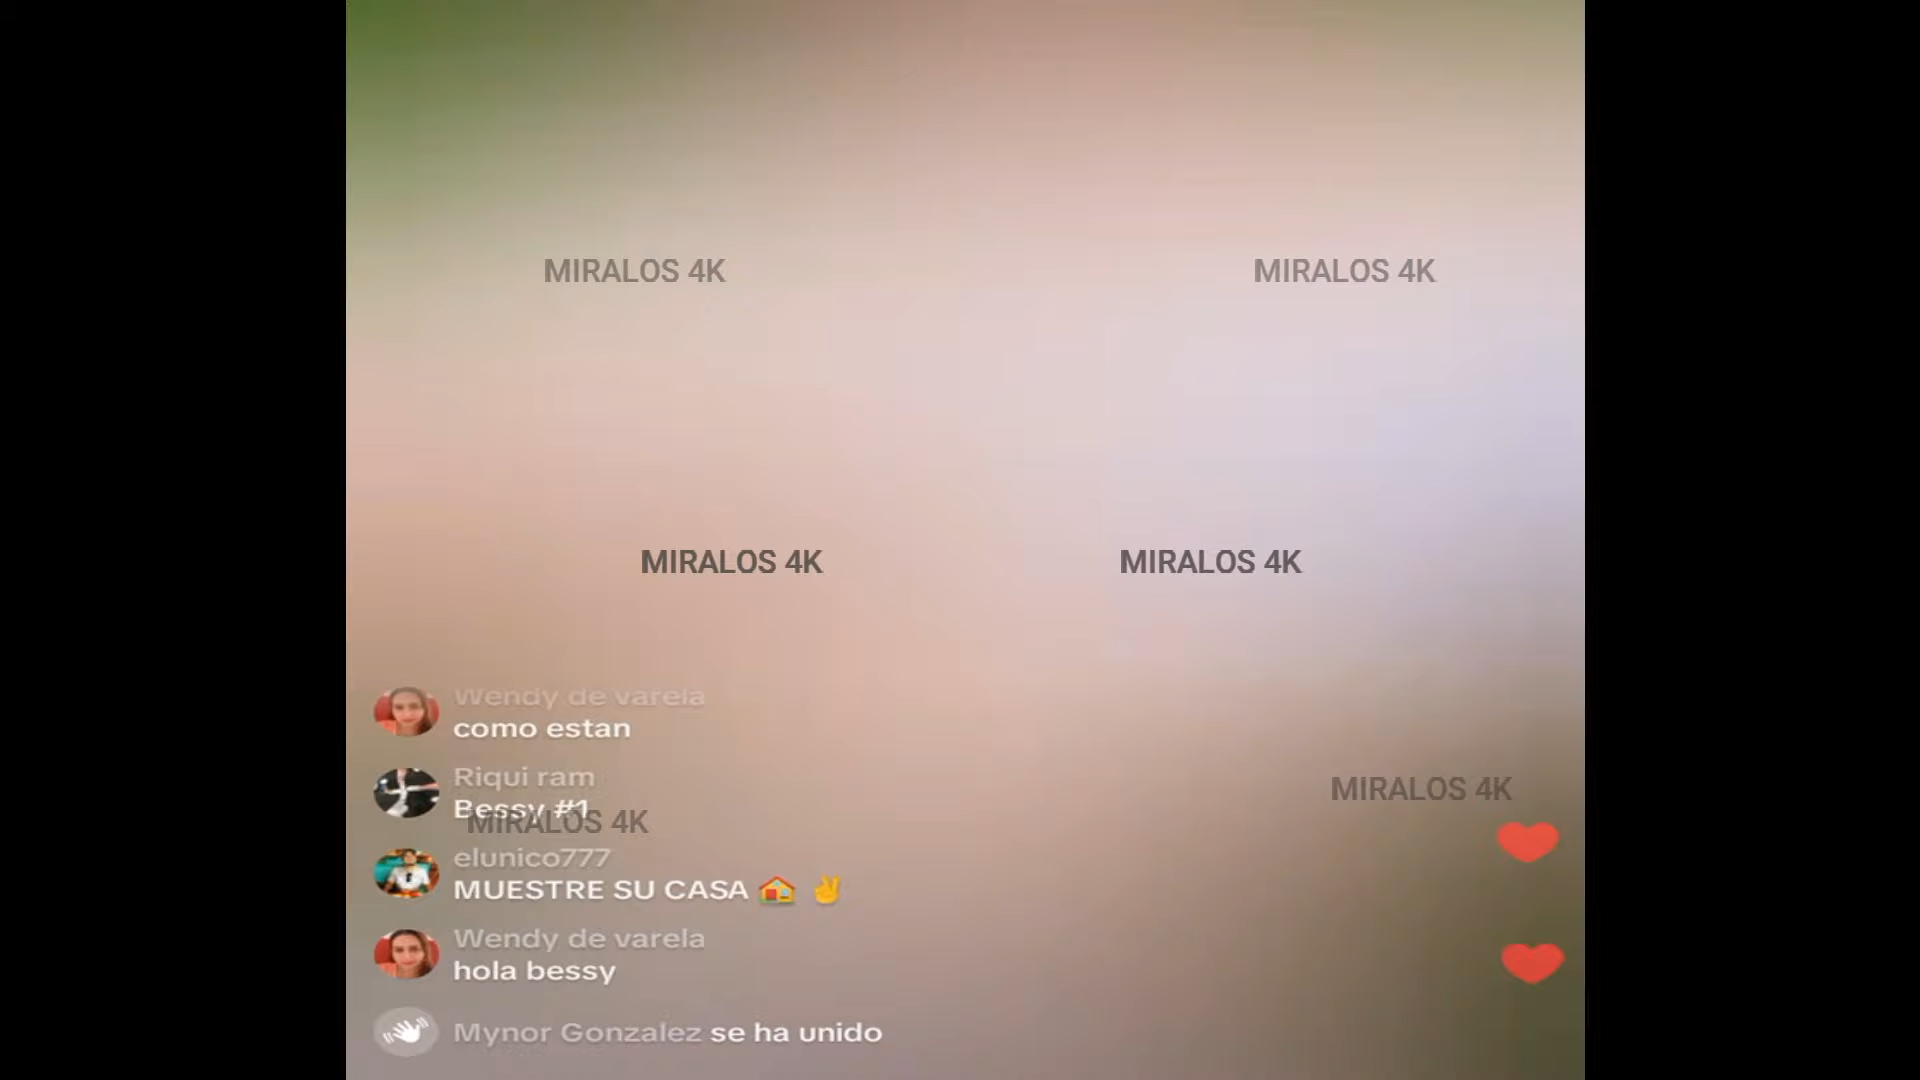 MIRALOS 4K
MIRALOS 4K
MIRALOS 4K
MIRALOS 4K
Wendy de varela
como estan
Riqui ram
Bessy #1
MIRALOS 4K
MIRALOS 4K
elunico777
MUESTRE SU CASA 🏠 ✌️
Wendy de varela
hola bessy
Mynor Gonzalez se ha unido